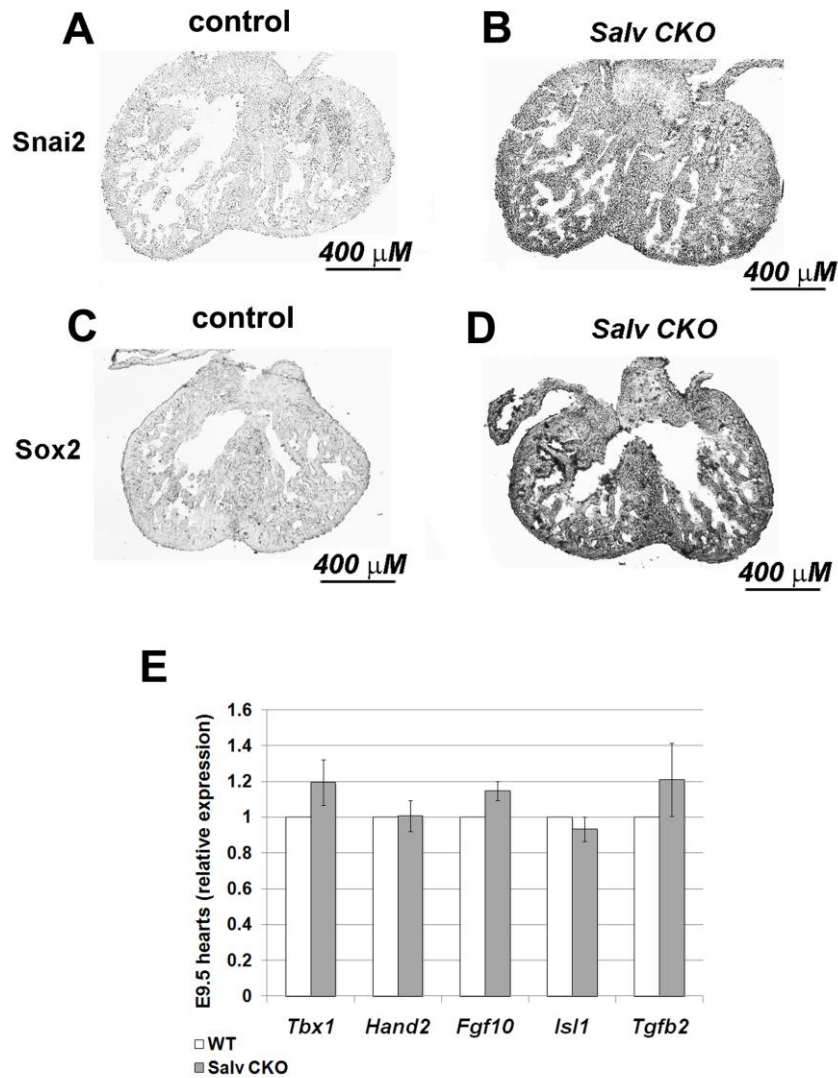 A control B Salv CKO
Snai2
400 μM 400 μM
C control D Salv CKO
Sox2
400 μM 400 μM
E
E9.5 hearts (relative expression)
1.6
1.4
1.2
1
0.8
0.6
0.4
0.2
0
Tbx1 Hand2 Fgf10 Isl1 Tgfb2
WT
Salv CKO